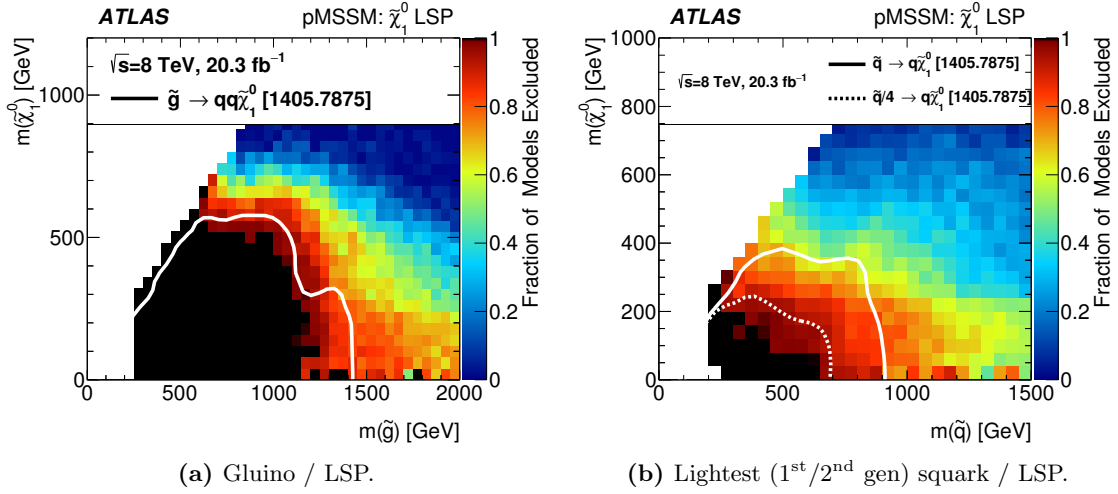 ATLAS pMSSM: χ̃₁⁰ LSP
√s=8 TeV, 20.3 fb⁻¹
g̃ → qqχ̃₁⁰ [1405.7875]
m(χ̃₁⁰) [GeV]
1000
500
0
0 500 1000 1500 2000
m(g̃) [GeV]
1
0.8
0.6
0.4
0.2
0
Fraction of Models Excluded
(a) Gluino / LSP.
ATLAS pMSSM: χ̃₁⁰ LSP
√s=8 TeV, 20.3 fb⁻¹
q̃ → qχ̃₁⁰ [1405.7875]
q̃/4 → qχ̃₁⁰ [1405.7875]
m(χ̃₁⁰) [GeV]
1000
800
600
400
200
0
0 500 1000 1500
m(q̃) [GeV]
1
0.8
0.6
0.4
0.2
0
Fraction of Models Excluded
(b) Lightest (1ˢᵗ/2ⁿᵈ gen) squark / LSP.